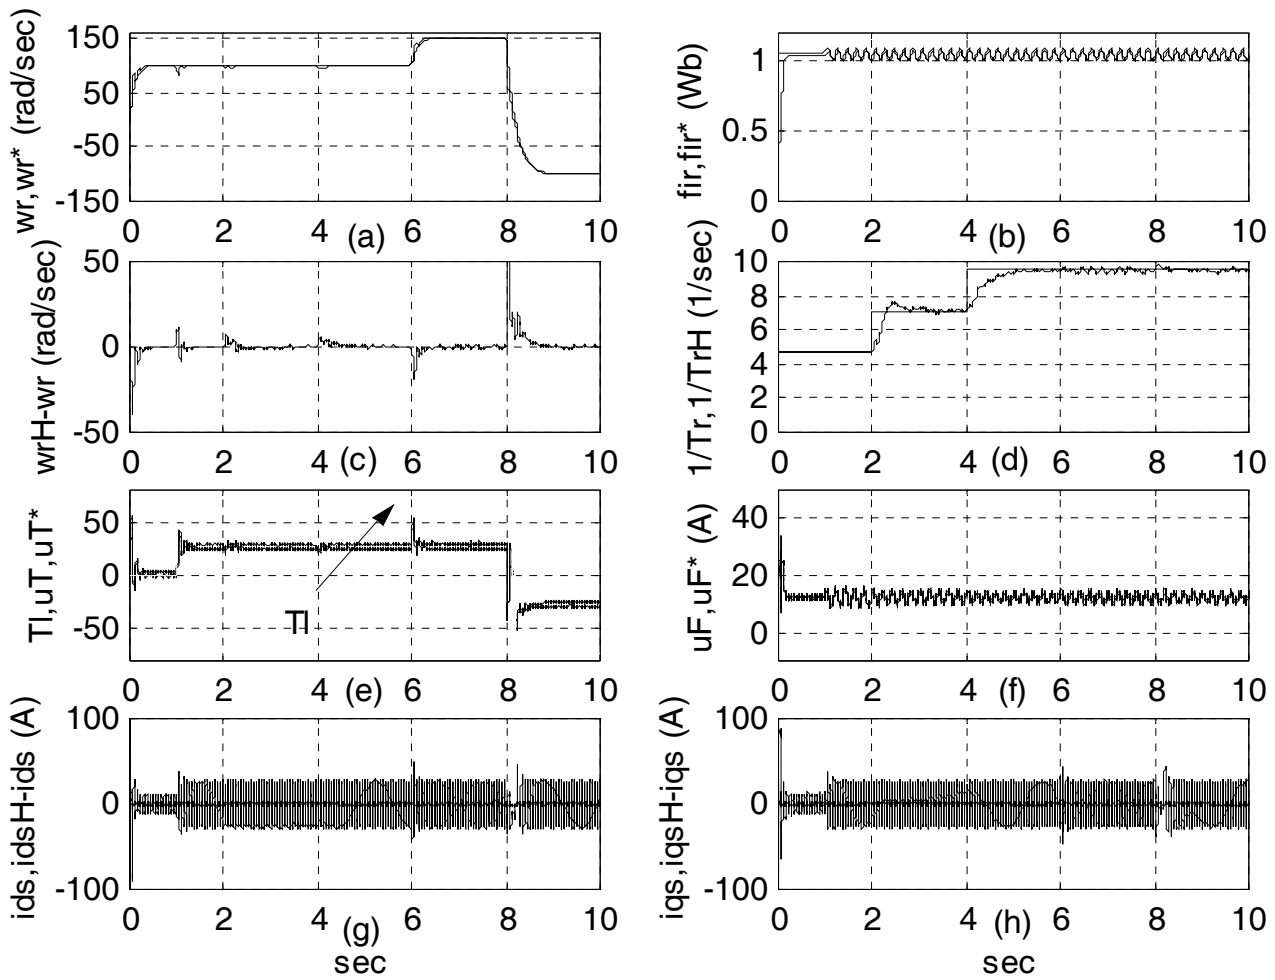 wr,wr* (rad/sec)
150
50
-50
-150
0 2 4 6 8 10
(a)
fir,fir* (Wb)
1
0.5
0
0 2 4 6 8 10
(b)
wrH-wr (rad/sec)
50
0
-50
0 2 4 6 8 10
(c)
1/Tr,1/TrH (1/sec)
10
8
6
4
2
0
0 2 4 6 8 10
(d)
Tl,uT,uT*
50
0
-50
Tl
0 2 4 6 8 10
(e)
uF,uF* (A)
40
20
0
0 2 4 6 8 10
(f)
ids,idsH-ids (A)
100
0
-100
0 2 4 6 8 10
(g)
sec
iqs,iqsH-iqs (A)
100
0
-100
0 2 4 6 8 10
(h)
sec